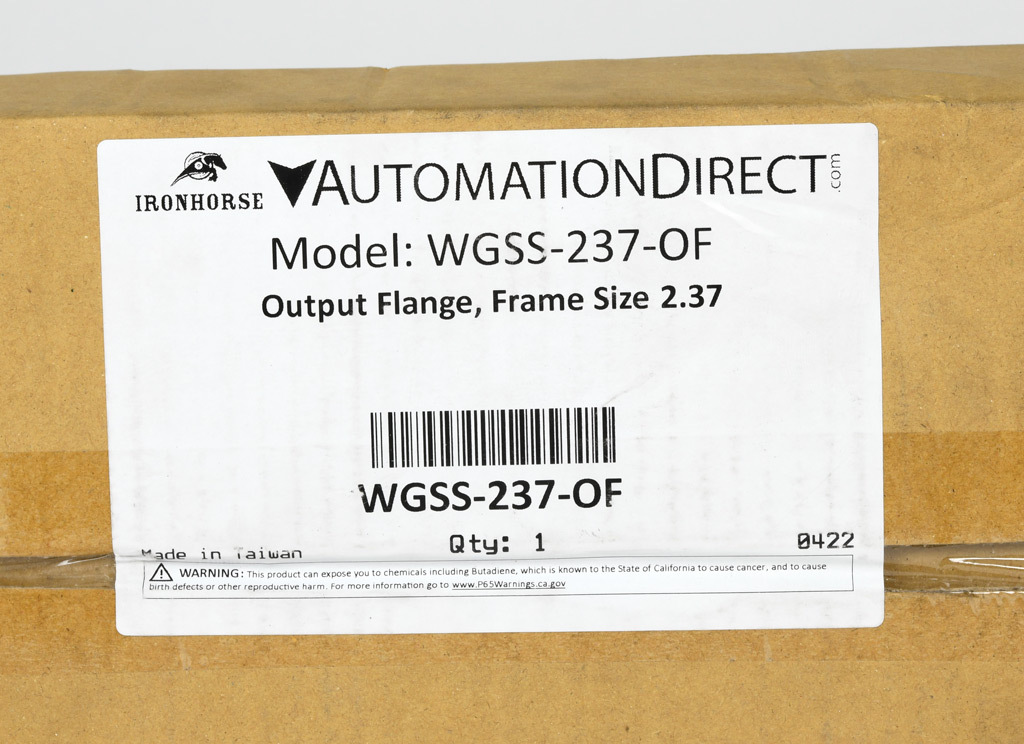 IRONHORSE
AUTOMATIONDIRECT.com
Model: WGSS-237-OF
Output Flange, Frame Size 2.37
WGSS-237-OF
Qty: 1
Made in Taiwan
0422
WARNING: This product can expose you to chemicals including Butadiene, which is known to the State of California to cause cancer, and to cause
birth defects or other reproductive harm. For more information go to www.P65Warnings.ca.gov